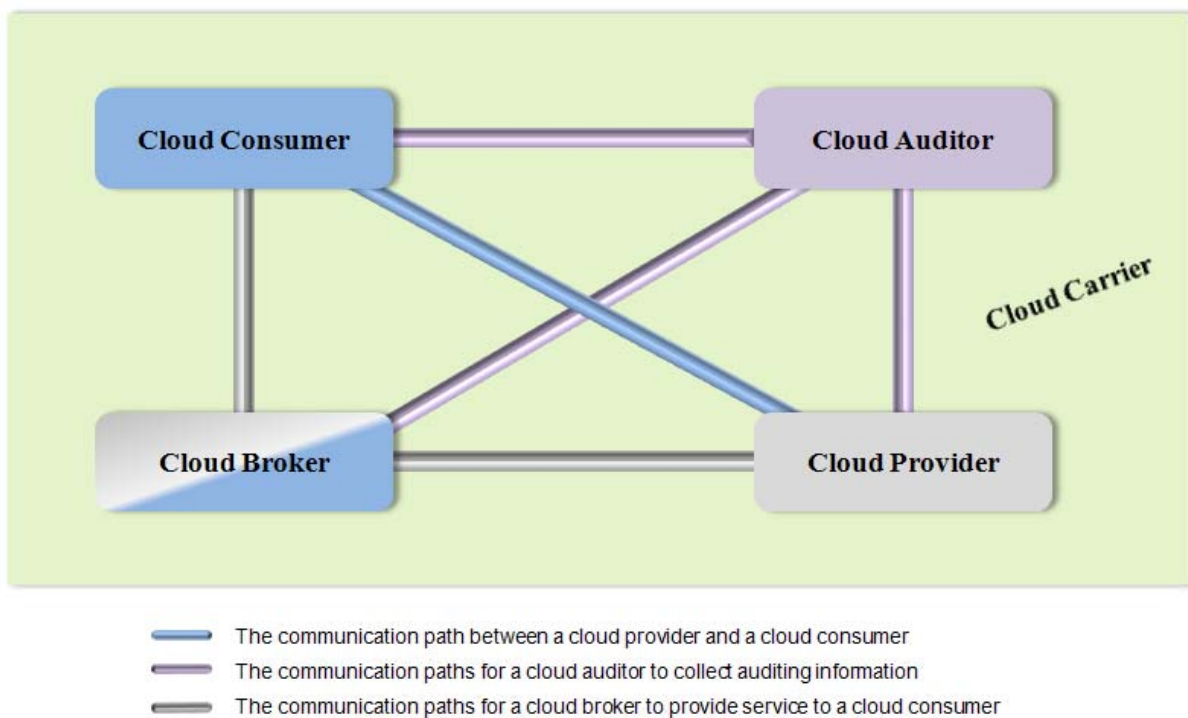 Cloud Consumer
Cloud Auditor
Cloud Carrier
Cloud Broker
Cloud Provider
The communication path between a cloud provider and a cloud consumer
The communication paths for a cloud auditor to collect auditing information
The communication paths for a cloud broker to provide service to a cloud consumer